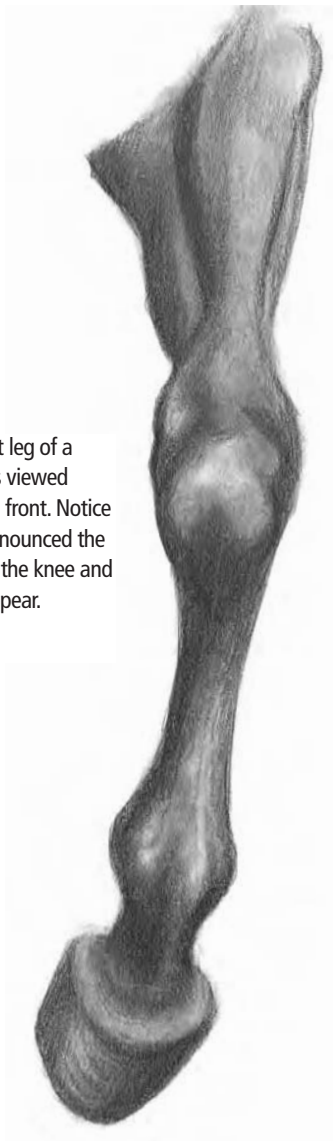 t leg of a
s viewed
front. Notice
nounced the
the knee and
pear.